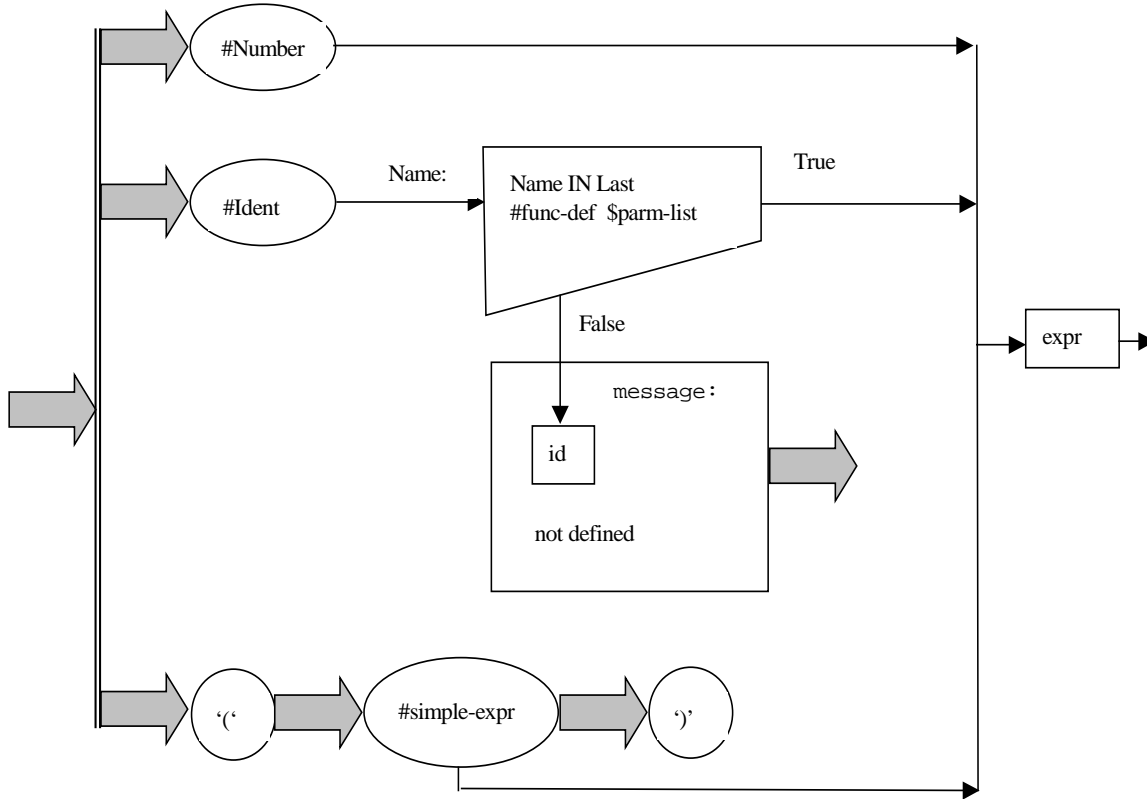 #Number
Name:
True
Name IN Last
#func-def $parm-list
#Ident
False
expr
message:
id
not defined
‘(‘
#simple-expr
‘)’